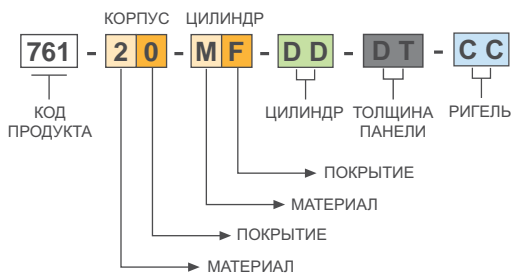 КОРПУС ЦИЛИНДР
761 - 2 0 - M F - D D - D T - C C
КОД ПРОДУКТА
ЦИЛИНДР
ТОЛЩИНА ПАНЕЛИ
РИГЕЛЬ
ПОКРЫТИЕ
МАТЕРИАЛ
ПОКРЫТИЕ
МАТЕРИАЛ